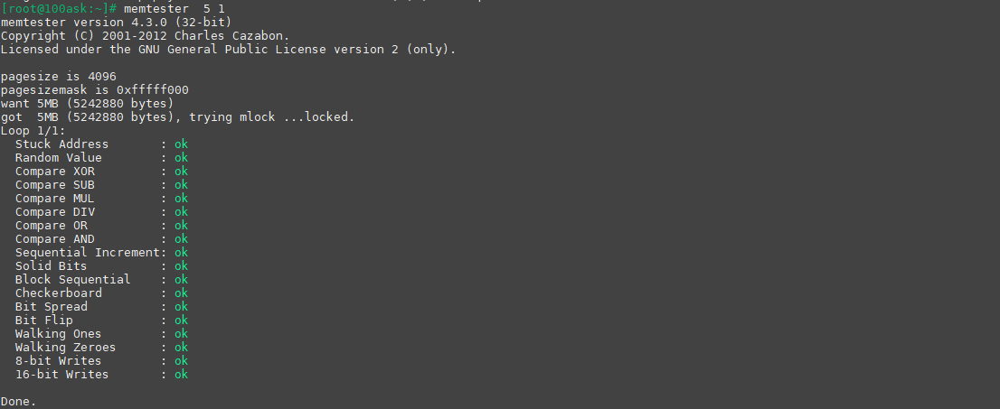 [root@100ask:~]# memtester  5 1
memtester version 4.3.0 (32-bit)
Copyright (C) 2001-2012 Charles Cazabon.
Licensed under the GNU General Public License version 2 (only).

pagesize is 4096
pagesizemask is 0xfffff000
want 5MB (5242880 bytes)
got  5MB (5242880 bytes), trying mlock ...locked.
Loop 1/1:
  Stuck Address       : ok
  Random Value        : ok
  Compare XOR         : ok
  Compare SUB         : ok
  Compare MUL         : ok
  Compare DIV         : ok
  Compare OR          : ok
  Compare AND         : ok
  Sequential Increment: ok
  Solid Bits          : ok
  Block Sequential    : ok
  Checkerboard        : ok
  Bit Spread          : ok
  Bit Flip            : ok
  Walking Ones        : ok
  Walking Zeroes      : ok
  8-bit Writes        : ok
  16-bit Writes       : ok

Done.